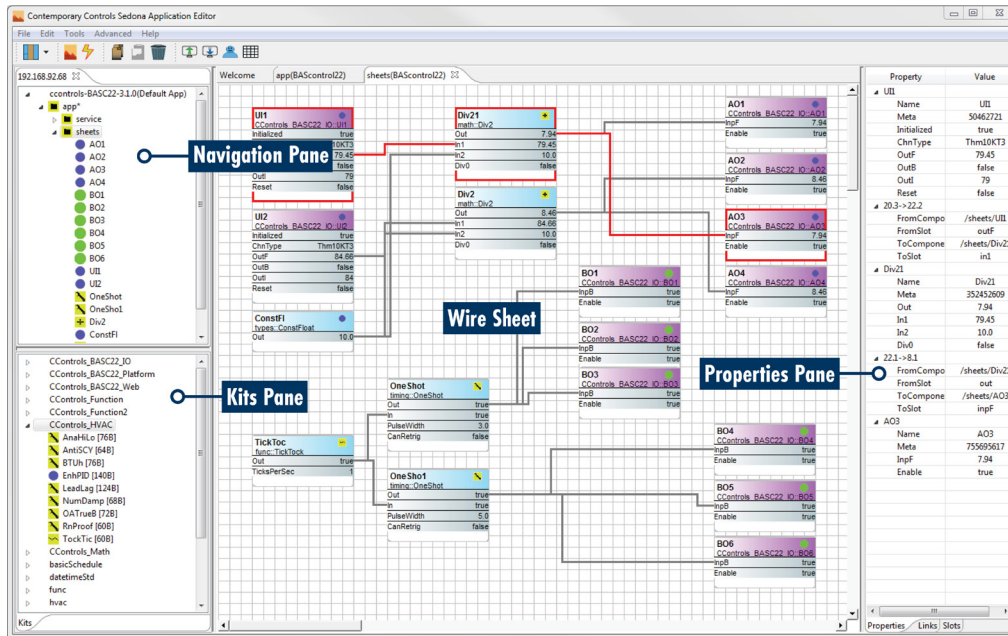 Contemporary Controls Sedona Application Editor
File Edit Tools Advanced Help
192.168.92.68
ccontrols-BASC22-3.1.0(Default App)
app*
service
sheets
AO1
AO2
AO3
AO4
BO1
BO2
BO3
BO4
BO5
BO6
UI1
UI2
OneShot
OneSho1
Div2
ConstFl
Navigation Pane
CControls_BASC22_IO
CControls_BASC22_Platform
CControls_BASC22_Web
CControls_Function
CControls_Function2
CControls_HVAC
AnaHiLo [76B]
AntiSCY [64B]
BTUh [76B]
EnhPID [140B]
LeadLag [124B]
NumDamp [68B]
OATrueB [72B]
RnProof [60B]
TockTic [60B]
CControls_Math
basicSchedule
datetimeStd
func
hvac
Kits
Kits Pane
Welcome app(BAScontrol22) sheets(BAScontrol22)
UI1
CControls_BASC22_IO::UI1
Initialized true
m10KT3
79.45
false
OutI 79
Reset false
UI2
CControls_BASC22_IO::UI2
Initialized true
ChnType Thm10KT3
OutF 84.66
OutB false
OutI 84
Reset false
ConstFl
types::ConstFloat
Out 10.0
TickToc
func::TickTock
Out true
TicksPerSec 1
Div21
math::Div2
Out 7.94
In1 79.45
In2 10.0
Div0 false
Div2
math::Div2
Out 8.46
In1 84.66
In2 10.0
Div0 false
Wire Sheet
OneShot
timing::OneShot
Out true
In true
PulseWidth 3.0
CanRetrig false
OneSho1
timing::OneShot
Out true
In true
PulseWidth 5.0
CanRetrig false
BO1
CControls_BASC22_IO::BO1
InpB true
Enable true
BO2
CControls_BASC22_IO::BO2
InpB true
Enable true
BO3
CControls_BASC22_IO::BO3
InpB true
Enable true
AO1
CControls_BASC22_IO::AO1
InpF 7.94
Enable true
AO2
CControls_BASC22_IO::AO2
InpF 8.46
Enable true
AO3
CControls_BASC22_IO::AO3
InpF 7.94
Enable true
AO4
CControls_BASC22_IO::AO4
InpF 8.46
Enable true
BO4
CControls_BASC22_IO::BO4
InpB true
Enable true
BO5
CControls_BASC22_IO::BO5
InpB true
Enable true
BO6
CControls_BASC22_IO::BO6
InpB true
Enable true
Properties Pane
Property Value
UI1
Name UI1
Meta 50462721
Initialized true
ChnType Thm10KT3
OutF 79.45
OutB false
OutI 79
Reset false
20.3->22.2
FromCompo /sheets/UI1
FromSlot outF
ToCompone /sheets/Div2
ToSlot in1
Div21
Name Div21
Meta 352452609
Out 7.94
In1 79.45
In2 10.0
Div0 false
22.1->8.1
FromCompo /sheets/Div2
FromSlot out
ToCompone /sheets/AO3
ToSlot inpF
AO3
Name AO3
Meta 755695617
InpF 7.94
Enable true
Properties Links Slots